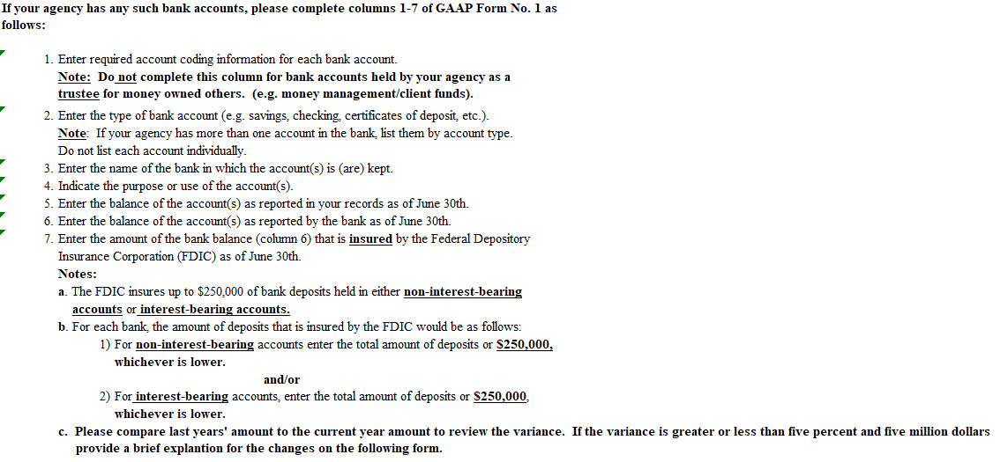 If your agency has any such bank accounts, please complete columns 1-7 of GAAP Form No. 1 as
follows:
1. Enter required account coding information for each bank account.
Note: Do not complete this column for bank accounts held by your agency as a
trustee for money owned others. (e.g. money management/client funds).
2. Enter the type of bank account (e.g. savings, checking, certificates of deposit, etc.).
Note: If your agency has more than one account in the bank, list them by account type.
Do not list each account individually.
3. Enter the name of the bank in which the account(s) is (are) kept.
4. Indicate the purpose or use of the account(s).
5. Enter the balance of the account(s) as reported in your records as of June 30th.
6. Enter the balance of the account(s) as reported by the bank as of June 30th.
7. Enter the amount of the bank balance (column 6) that is insured by the Federal Depository
Insurance Corporation (FDIC) as of June 30th.
Notes:
a. The FDIC insures up to $250,000 of bank deposits held in either non-interest-bearing
accounts or interest-bearing accounts.
b. For each bank, the amount of deposits that is insured by the FDIC would be as follows:
1) For non-interest-bearing accounts enter the total amount of deposits or $250,000,
whichever is lower.
and/or
2) For interest-bearing accounts, enter the total amount of deposits or $250,000,
whichever is lower.
c. Please compare last years' amount to the current year amount to review the variance. If the variance is greater or less than five percent and five million dollars
provide a brief explantion for the changes on the following form.